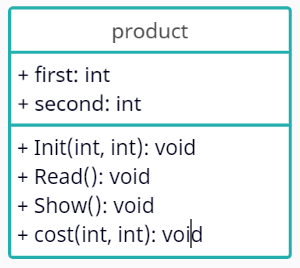 product
+ first: int
+ second: int
+ Init(int, int): void
+ Read(): void
+ Show(): void
+ cost(int, int): void